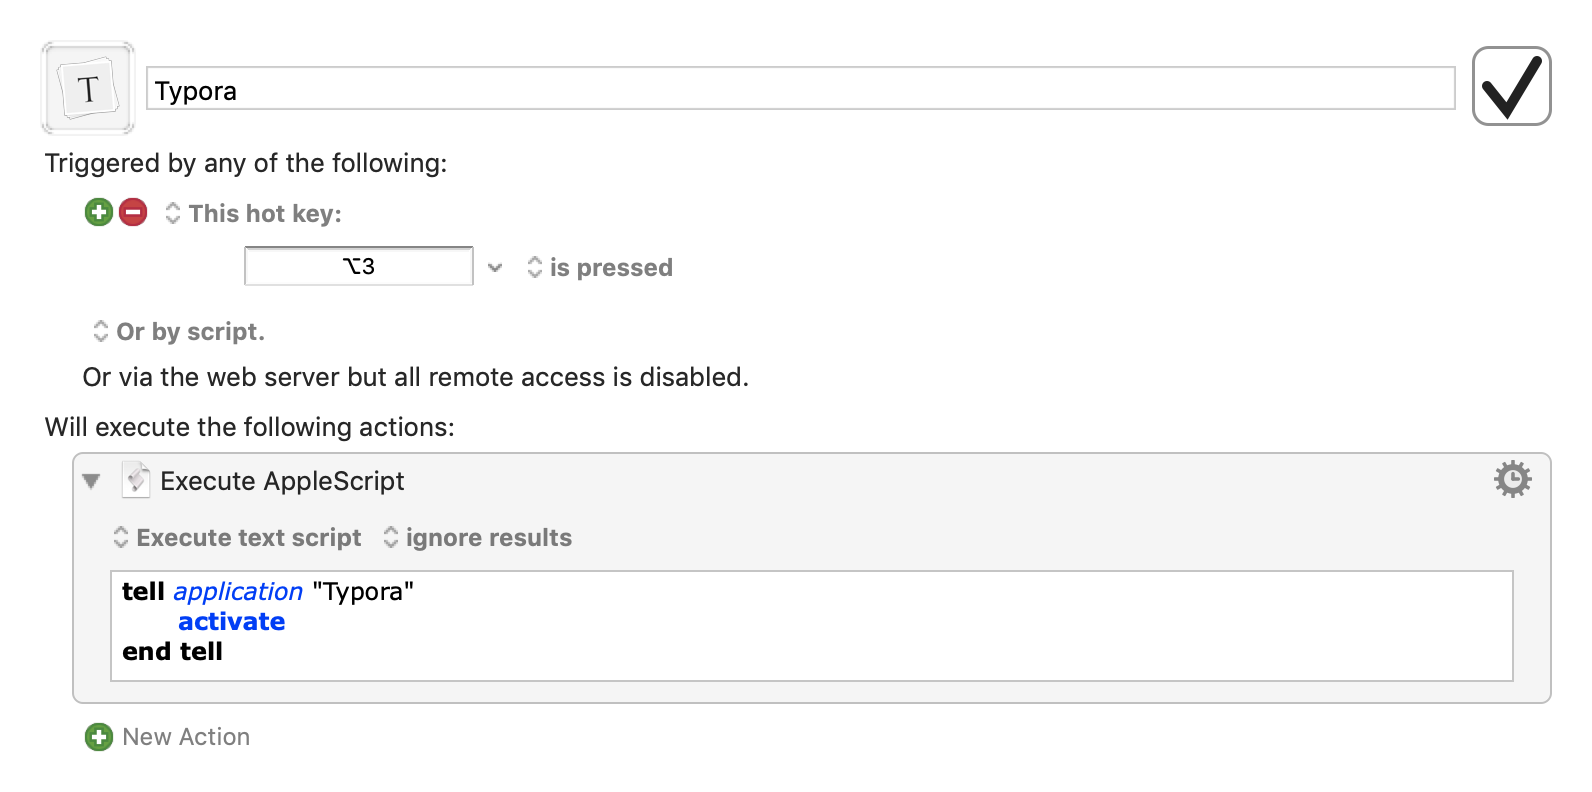 T
Typora
Triggered by any of the following:
This hot key:
⌥3
is pressed
Or by script.
Or via the web server but all remote access is disabled.
Will execute the following actions:
Execute AppleScript
Execute text script ignore results
tell application "Typora"
activate
end tell
New Action